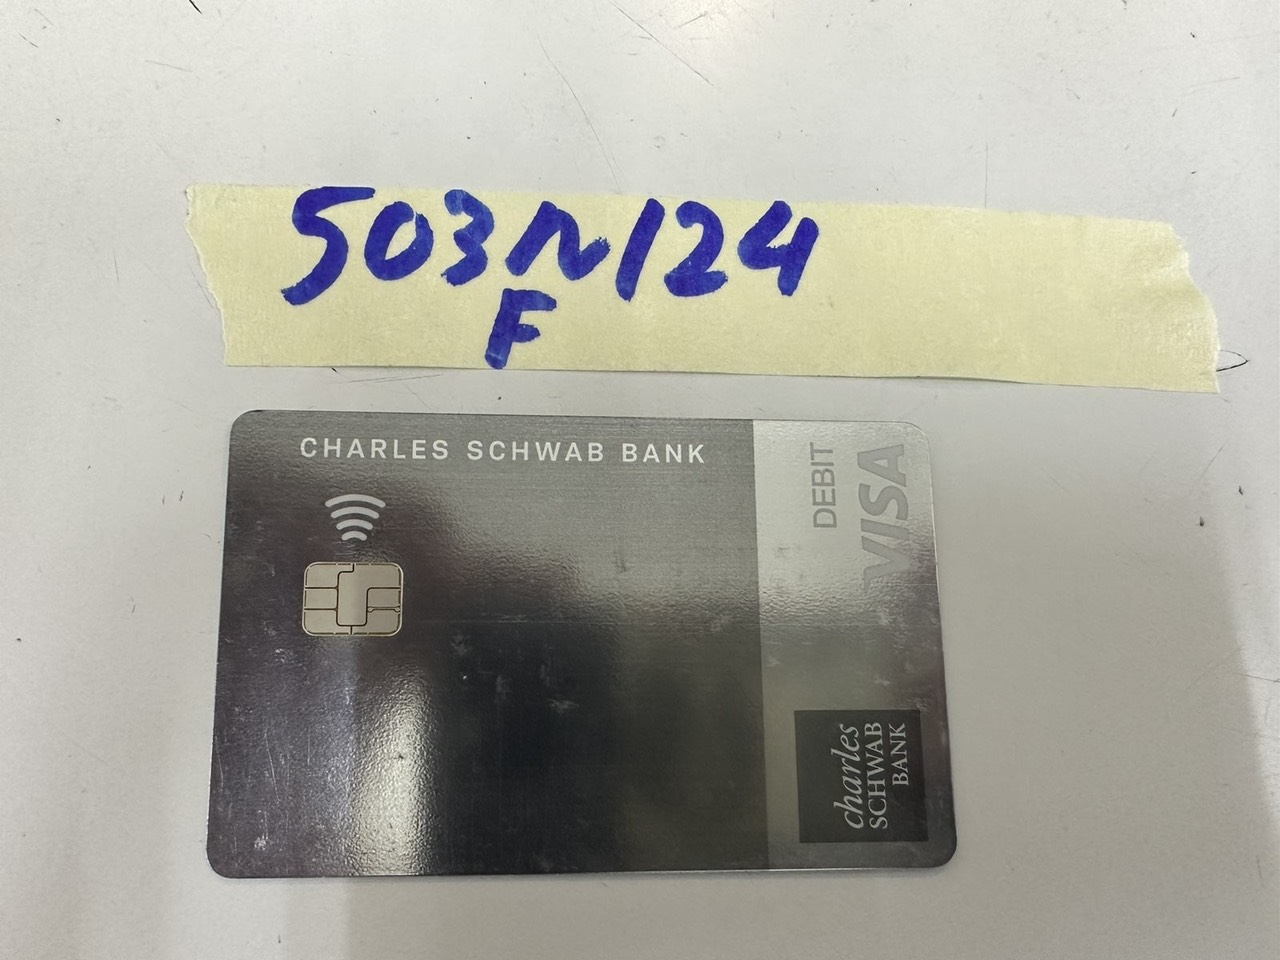 503N124
F
CHARLES SCHWAB BANK
DEBIT
VISA
charles
SCHWAB
BANK